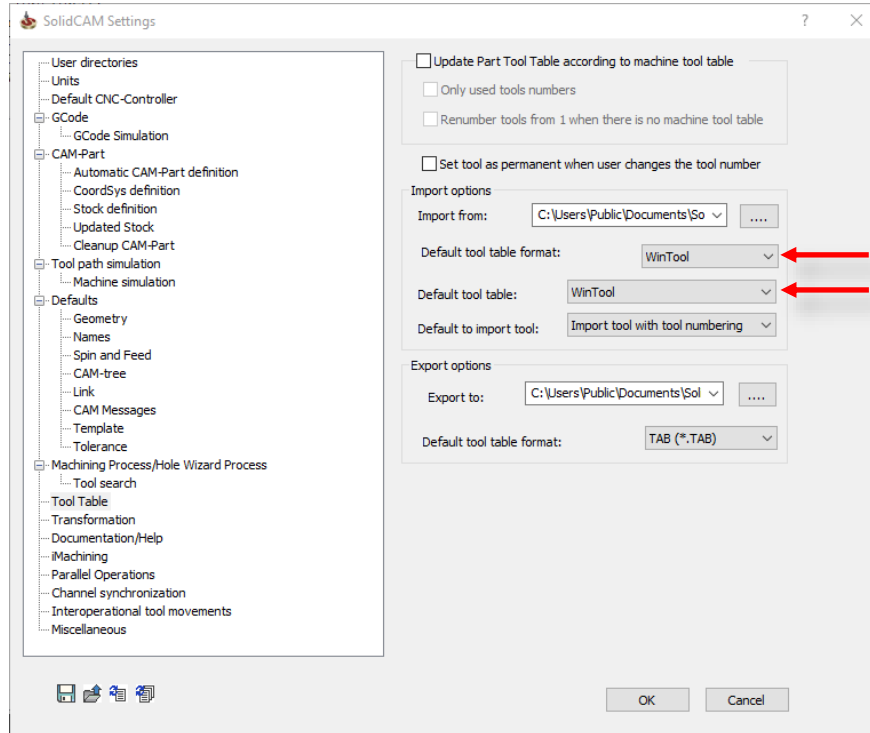 SolidCAM Settings
?
User directories
Units
Default CNC-Controller
GCode
GCode Simulation
CAM-Part
Automatic CAM-Part definition
CoordSys definition
Stock definition
Updated Stock
Cleanup CAM-Part
Tool path simulation
Machine simulation
Defaults
Geometry
Names
Spin and Feed
CAM-tree
Link
CAM Messages
Template
Tolerance
Machining Process/Hole Wizard Process
Tool search
Tool Table
Transformation
Documentation/Help
iMachining
Parallel Operations
Channel synchronization
Interoperational tool movements
Miscellaneous
Update Part Tool Table according to machine tool table
Only used tools numbers
Renumber tools from 1 when there is no machine tool table
Set tool as permanent when user changes the tool number
Import options
Import from: C:\Users\Public\Documents\So ....
Default tool table format: WinTool
Default tool table: WinTool
Default to import tool: Import tool with tool numbering
Export options
Export to: C:\Users\Public\Documents\Sol ....
Default tool table format: TAB (*.TAB)
OK Cancel